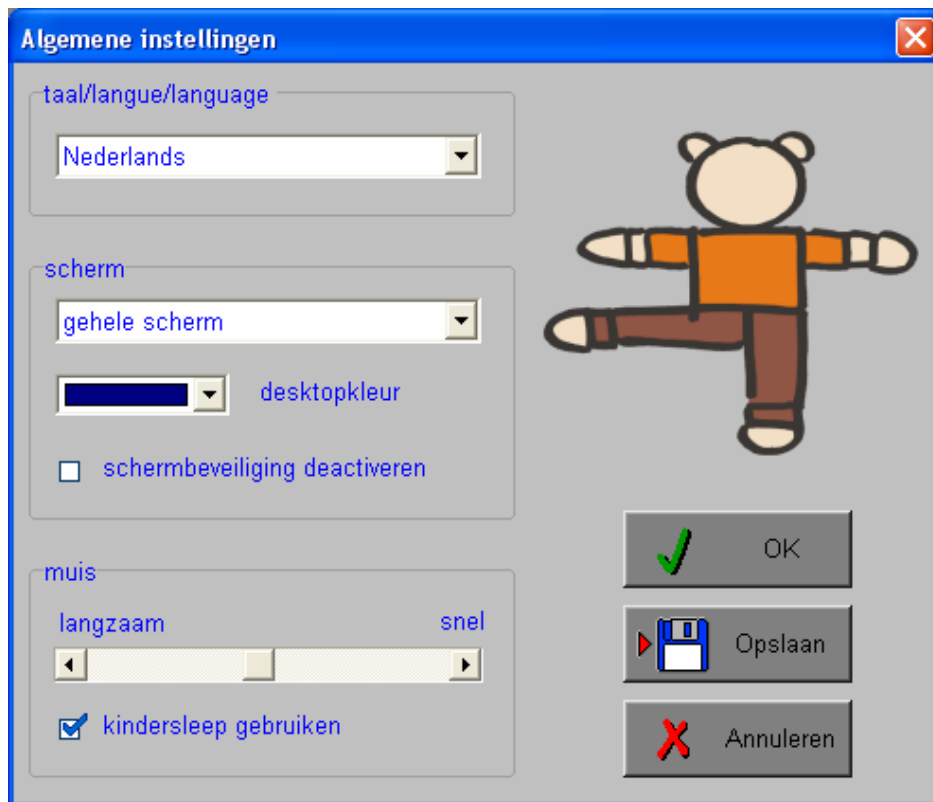 Algemene instellingen
taal/langue/language
Nederlands
scherm
gehele scherm
desktopkleur
schermbeveiliging deactiveren
muis
langzaam snel
kindersleep gebruiken
OK
Opslaan
Annuleren